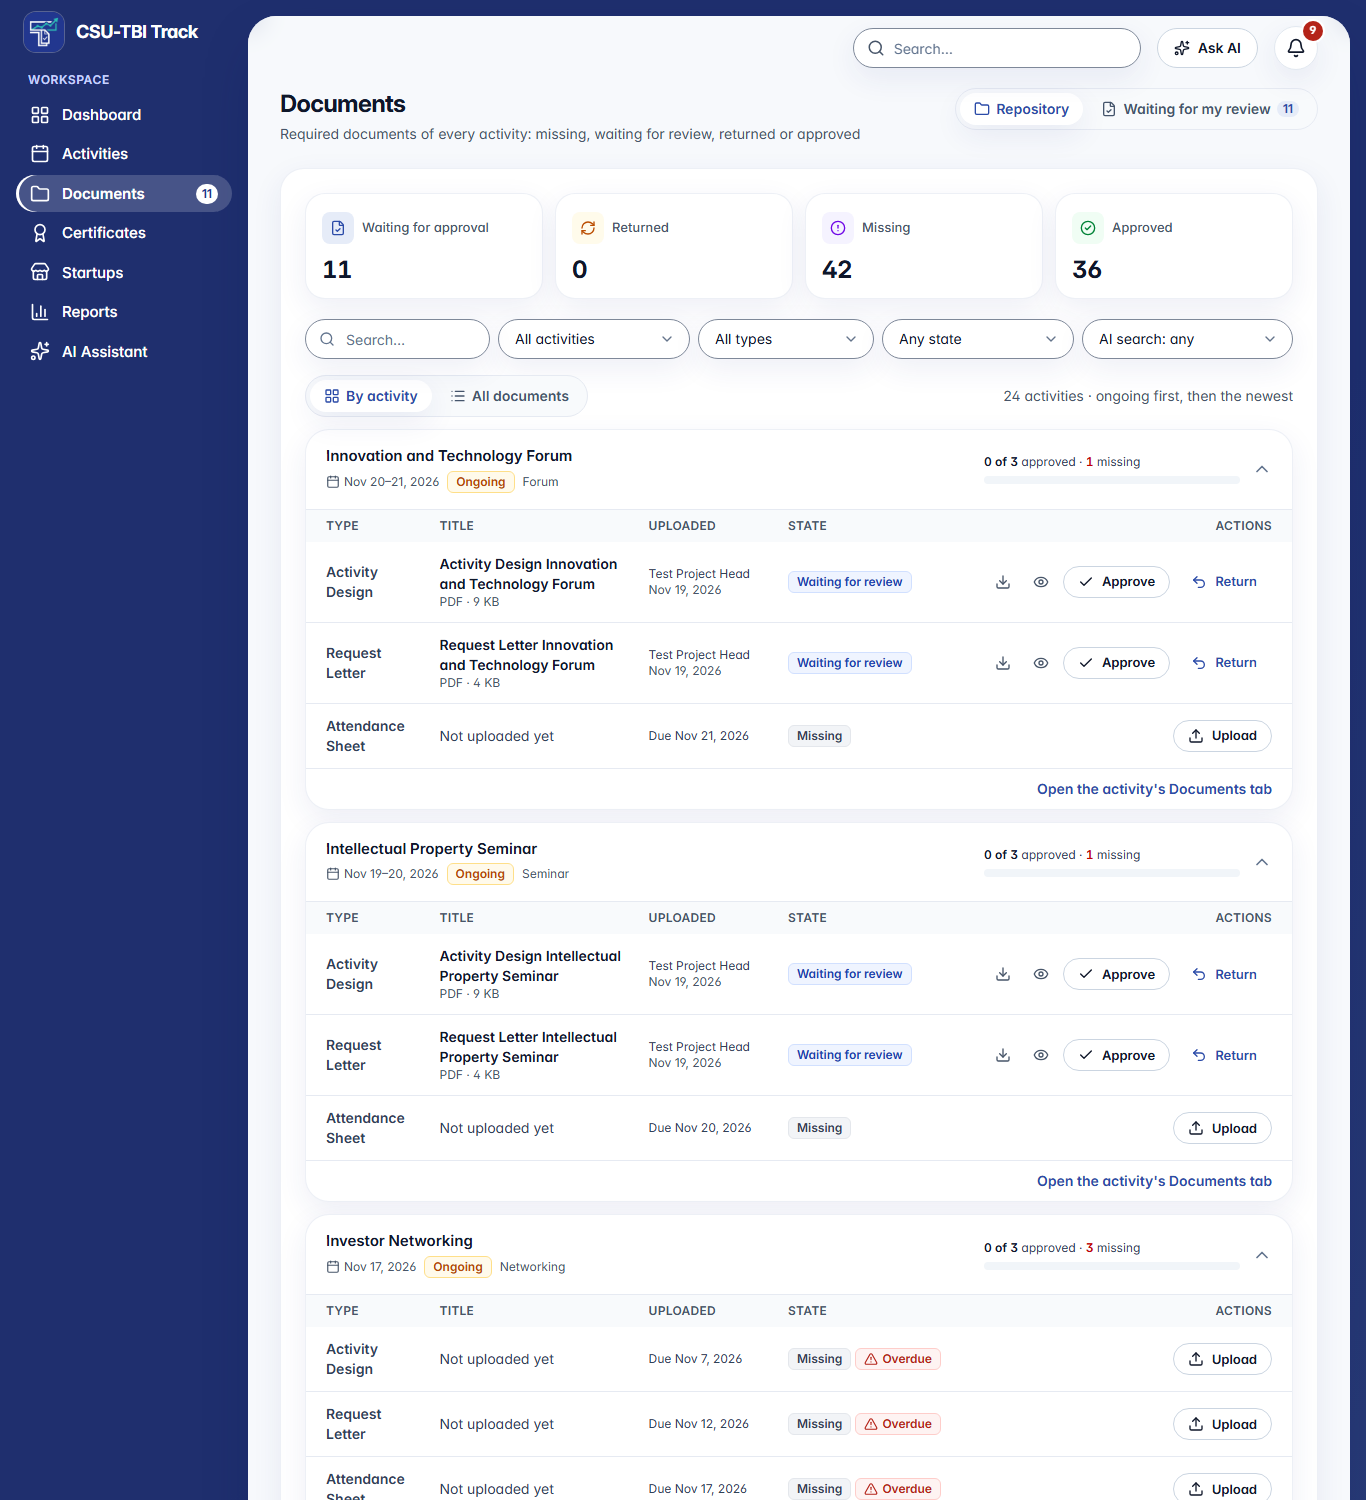 CSU-TBI Track
WORKSPACE
Dashboard
Activities
Documents 11
Certificates
Startups
Reports
AI Assistant
Search...
Ask AI
9
Documents
Required documents of every activity: missing, waiting for review, returned or approved
Repository
Waiting for my review 11
Waiting for approval
11
Returned
0
Missing
42
Approved
36
Search...
All activities
All types
Any state
AI search: any
By activity
All documents
24 activities · ongoing first, then the newest
Innovation and Technology Forum
Nov 20–21, 2026 Ongoing Forum
0 of 3 approved · 1 missing
TYPE TITLE UPLOADED STATE ACTIONS
Activity Design
Activity Design Innovation
and Technology Forum
PDF · 9 KB
Test Project Head
Nov 19, 2026
Waiting for review
Approve
Return
Request Letter
Request Letter Innovation
and Technology Forum
PDF · 4 KB
Test Project Head
Nov 19, 2026
Waiting for review
Approve
Return
Attendance Sheet
Not uploaded yet
Due Nov 21, 2026
Missing
Upload
Open the activity's Documents tab
Intellectual Property Seminar
Nov 19–20, 2026 Ongoing Seminar
0 of 3 approved · 1 missing
TYPE TITLE UPLOADED STATE ACTIONS
Activity Design
Activity Design Intellectual
Property Seminar
PDF · 9 KB
Test Project Head
Nov 19, 2026
Waiting for review
Approve
Return
Request Letter
Request Letter Intellectual
Property Seminar
PDF · 4 KB
Test Project Head
Nov 19, 2026
Waiting for review
Approve
Return
Attendance Sheet
Not uploaded yet
Due Nov 20, 2026
Missing
Upload
Open the activity's Documents tab
Investor Networking
Nov 17, 2026 Ongoing Networking
0 of 3 approved · 3 missing
TYPE TITLE UPLOADED STATE ACTIONS
Activity Design
Not uploaded yet
Due Nov 7, 2026
Missing
Overdue
Upload
Request Letter
Not uploaded yet
Due Nov 12, 2026
Missing
Overdue
Upload
Attendance Sheet
Not uploaded yet
Due Nov 17, 2026
Missing
Overdue
Upload